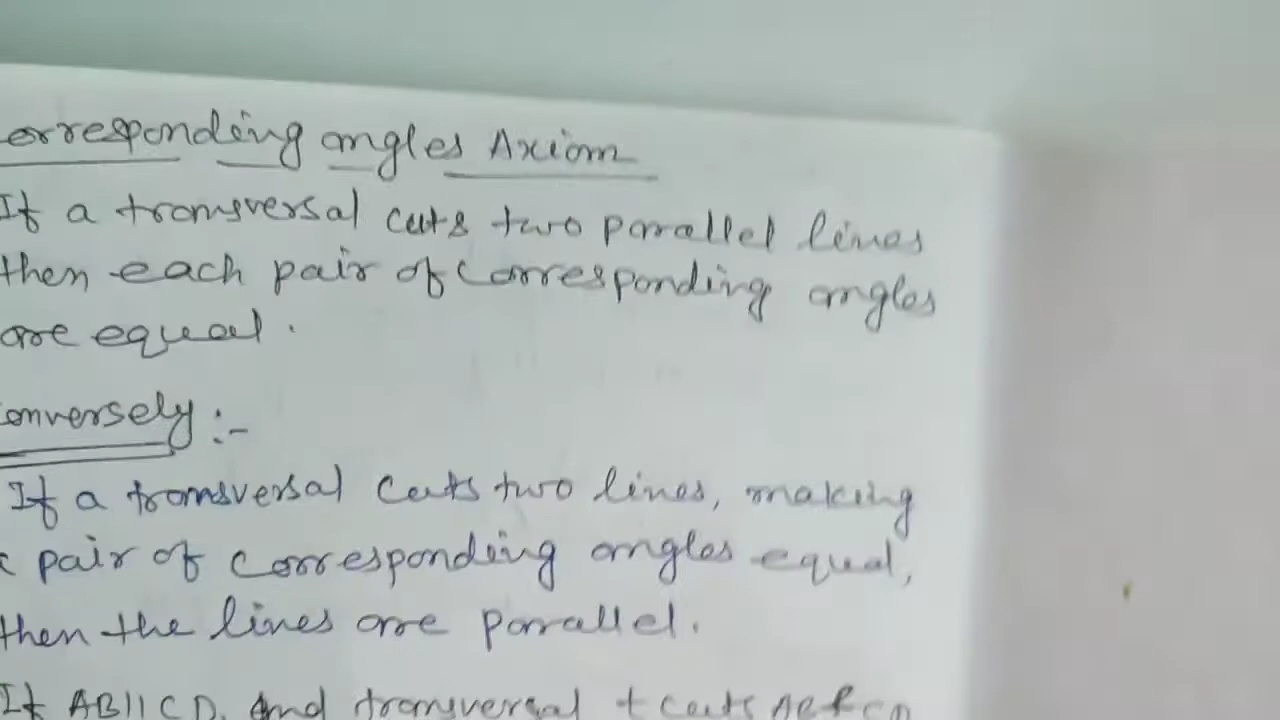 orresponding angles Axiom
If a transversal cuts two parallel lines
then each pair of corresponding angles
are equal.
onversely :-
If a transversal cuts two lines, making
a pair of corresponding angles equal,
then the lines are parallel.
If AB || CD, and transversal t cuts AB & CD